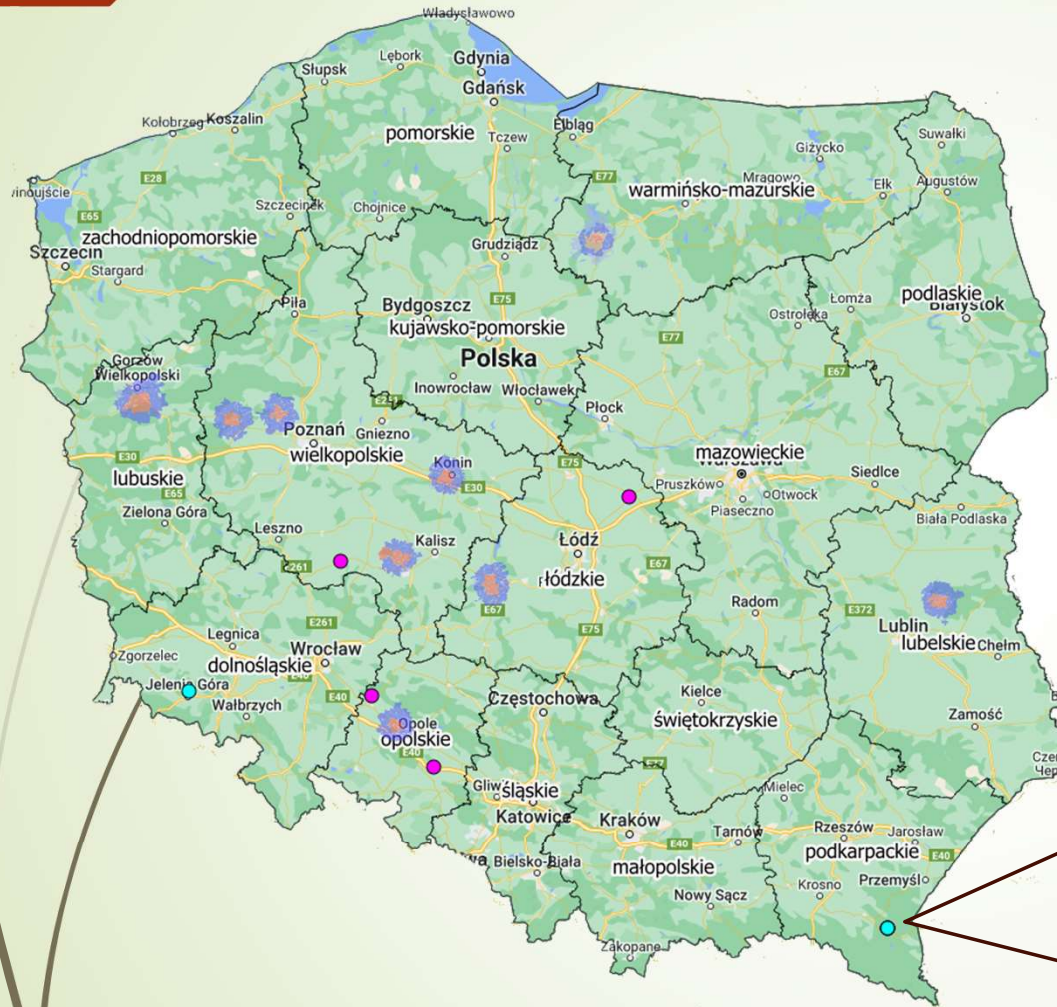 Władysławowo
Lębork
Gdynia
Słupsk
Gdańsk
Kołobrzeg
Koszalin
pomorskie
Tczew
Elbląg
Suwałki
Giżycko
E28
E77
Mrągowo
warmińsko-mazurskie
Ełk
Augustów
Szczecinek
Chojnice
E65
zachodniopomorskie
Grudziądz
Szczecin
Stargard
Piła
Bydgoszcz
E75
Łomża
podlaskie
Białystok
Ostrołęka
kujawsko-pomorskie
E77
Polska
Gorzów
Wielkopolski
E67
Inowrocław
Włocławek
Płock
Poznań
Gniezno
wielkopolskie
mazowieckie
Warszawa
E30
Konin
E75
Siedlce
lubuskie
E30
Pruszków
Otwock
E65
Piaseczno
Zielona Góra
Biała Podlaska
Leszno
Kalisz
Łódź
E261
łódzkie
E67
E67
Radom
E372
Lublin
lubelskie
Chełm
E261
E75
Legnica
Zgorzelec
Wrocław
dolnośląskie
E40
Jelenia Góra
E40
Wałbrzych
Częstochowa
Kielce
świętokrzyskie
Zamość
Opole
opolskie
E40
śląskie
Katowice
Mielec
Kraków
Tarnów
Rzeszów
Jarosław
E40
E40
małopolskie
podkarpackie
Bielsko-Biała
Krosno
Przemyśl
Nowy Sącz
Zakopane